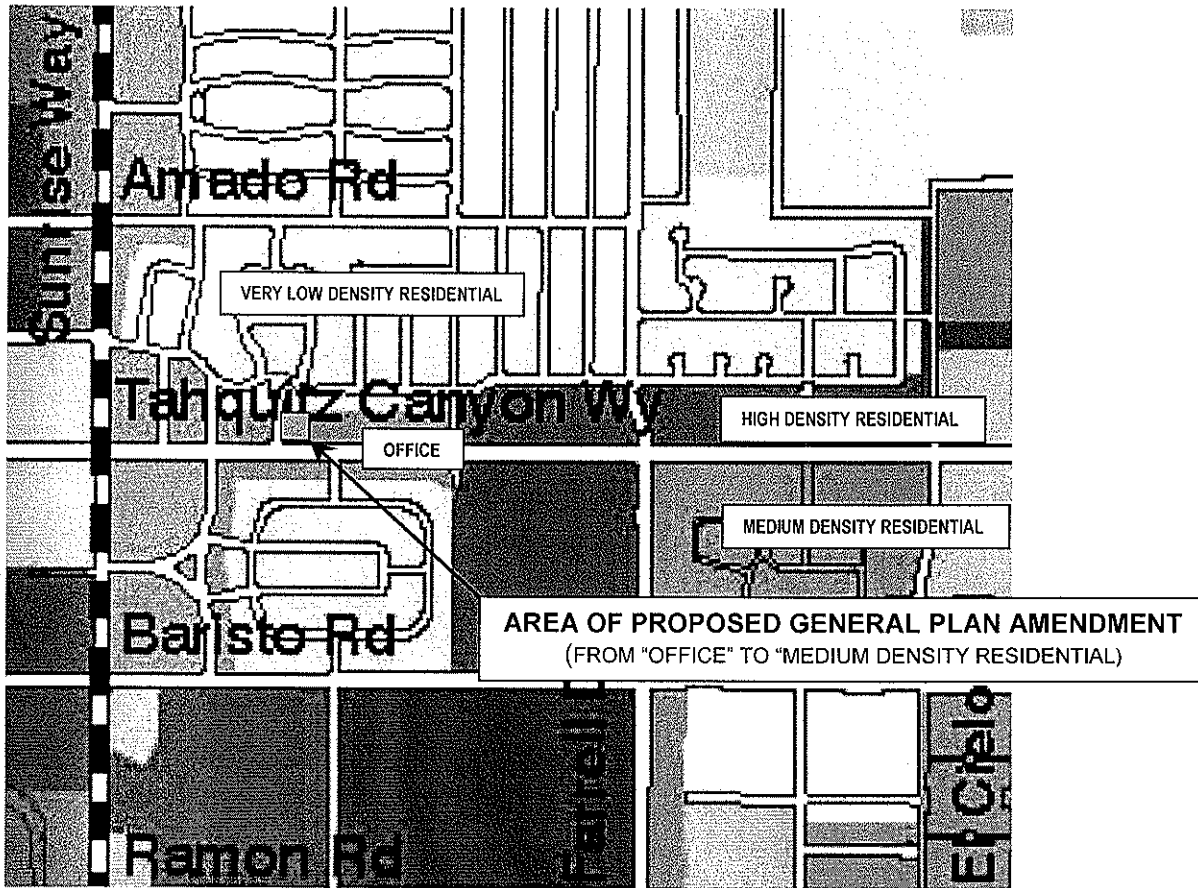 Sunrise Way
Amado Rd
VERY LOW DENSITY RESIDENTIAL
Tahquitz Canyon Wy
HIGH DENSITY RESIDENTIAL
OFFICE
MEDIUM DENSITY RESIDENTIAL
AREA OF PROPOSED GENERAL PLAN AMENDMENT
(FROM "OFFICE" TO "MEDIUM DENSITY RESIDENTIAL)
Baristo Rd
Farrell
El Cielo
Ramon Rd